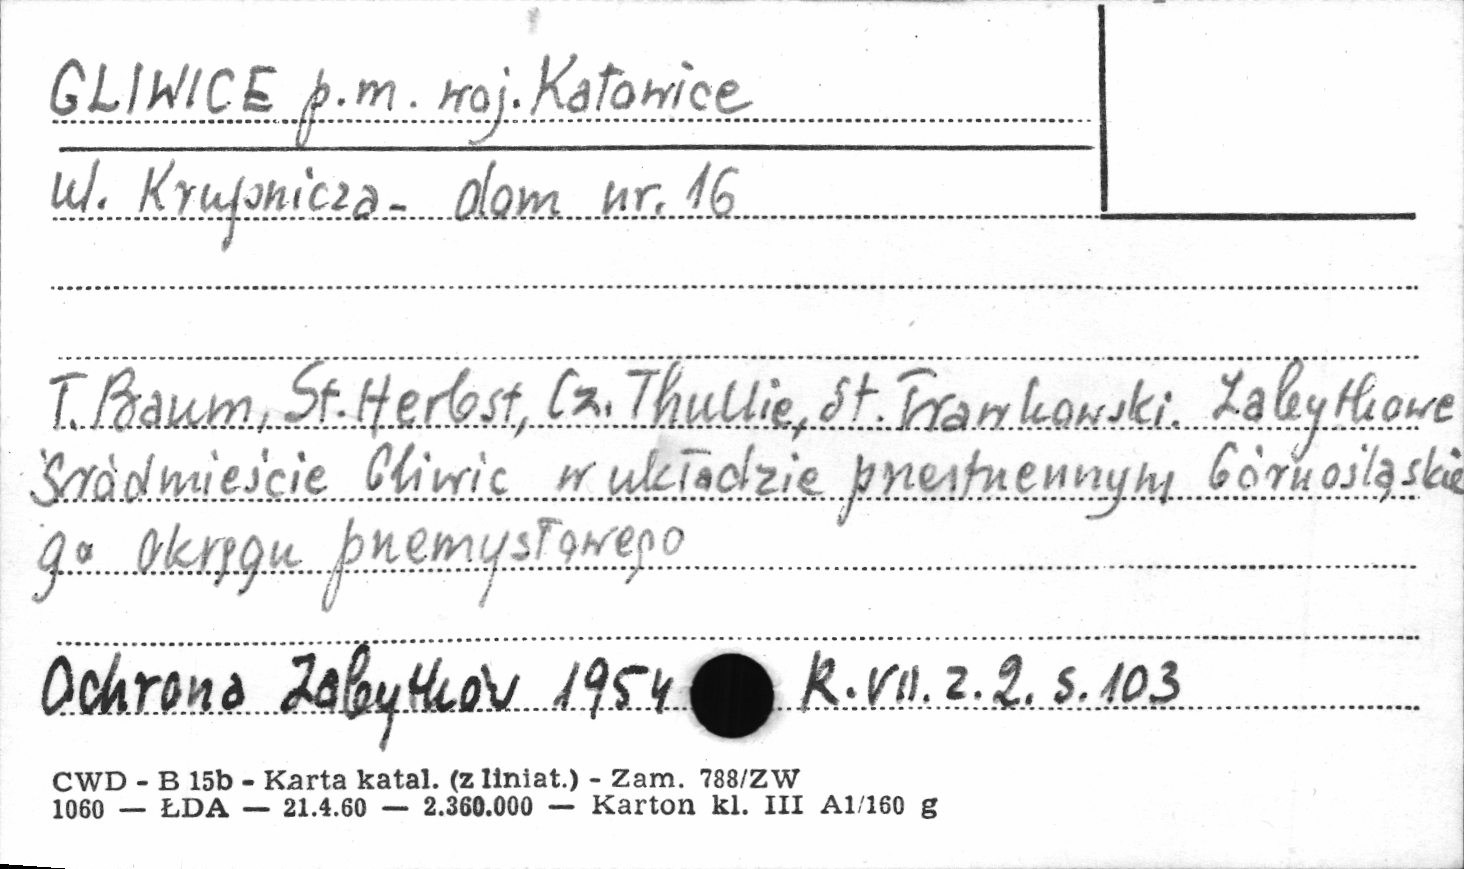 GLIWICE p.m. woj. Katowice
ul. Krupnicza - dom nr. 16
T. Baum, St. Herbst, Cz. Thullie, St. Frankowski. Zabytkowe
Śródmieście Gliwic w układzie przestrzennym Górnośląskie
go okręgu przemysłowego
Ochrona Zabytków 1954 R. VII. z. 2. s. 103
CWD - B 15b - Karta katal. (z liniat.) - Zam. 788/ZW
1060 — ŁDA — 21.4.60 — 2.360.000 — Karton kl. III A1/160 g